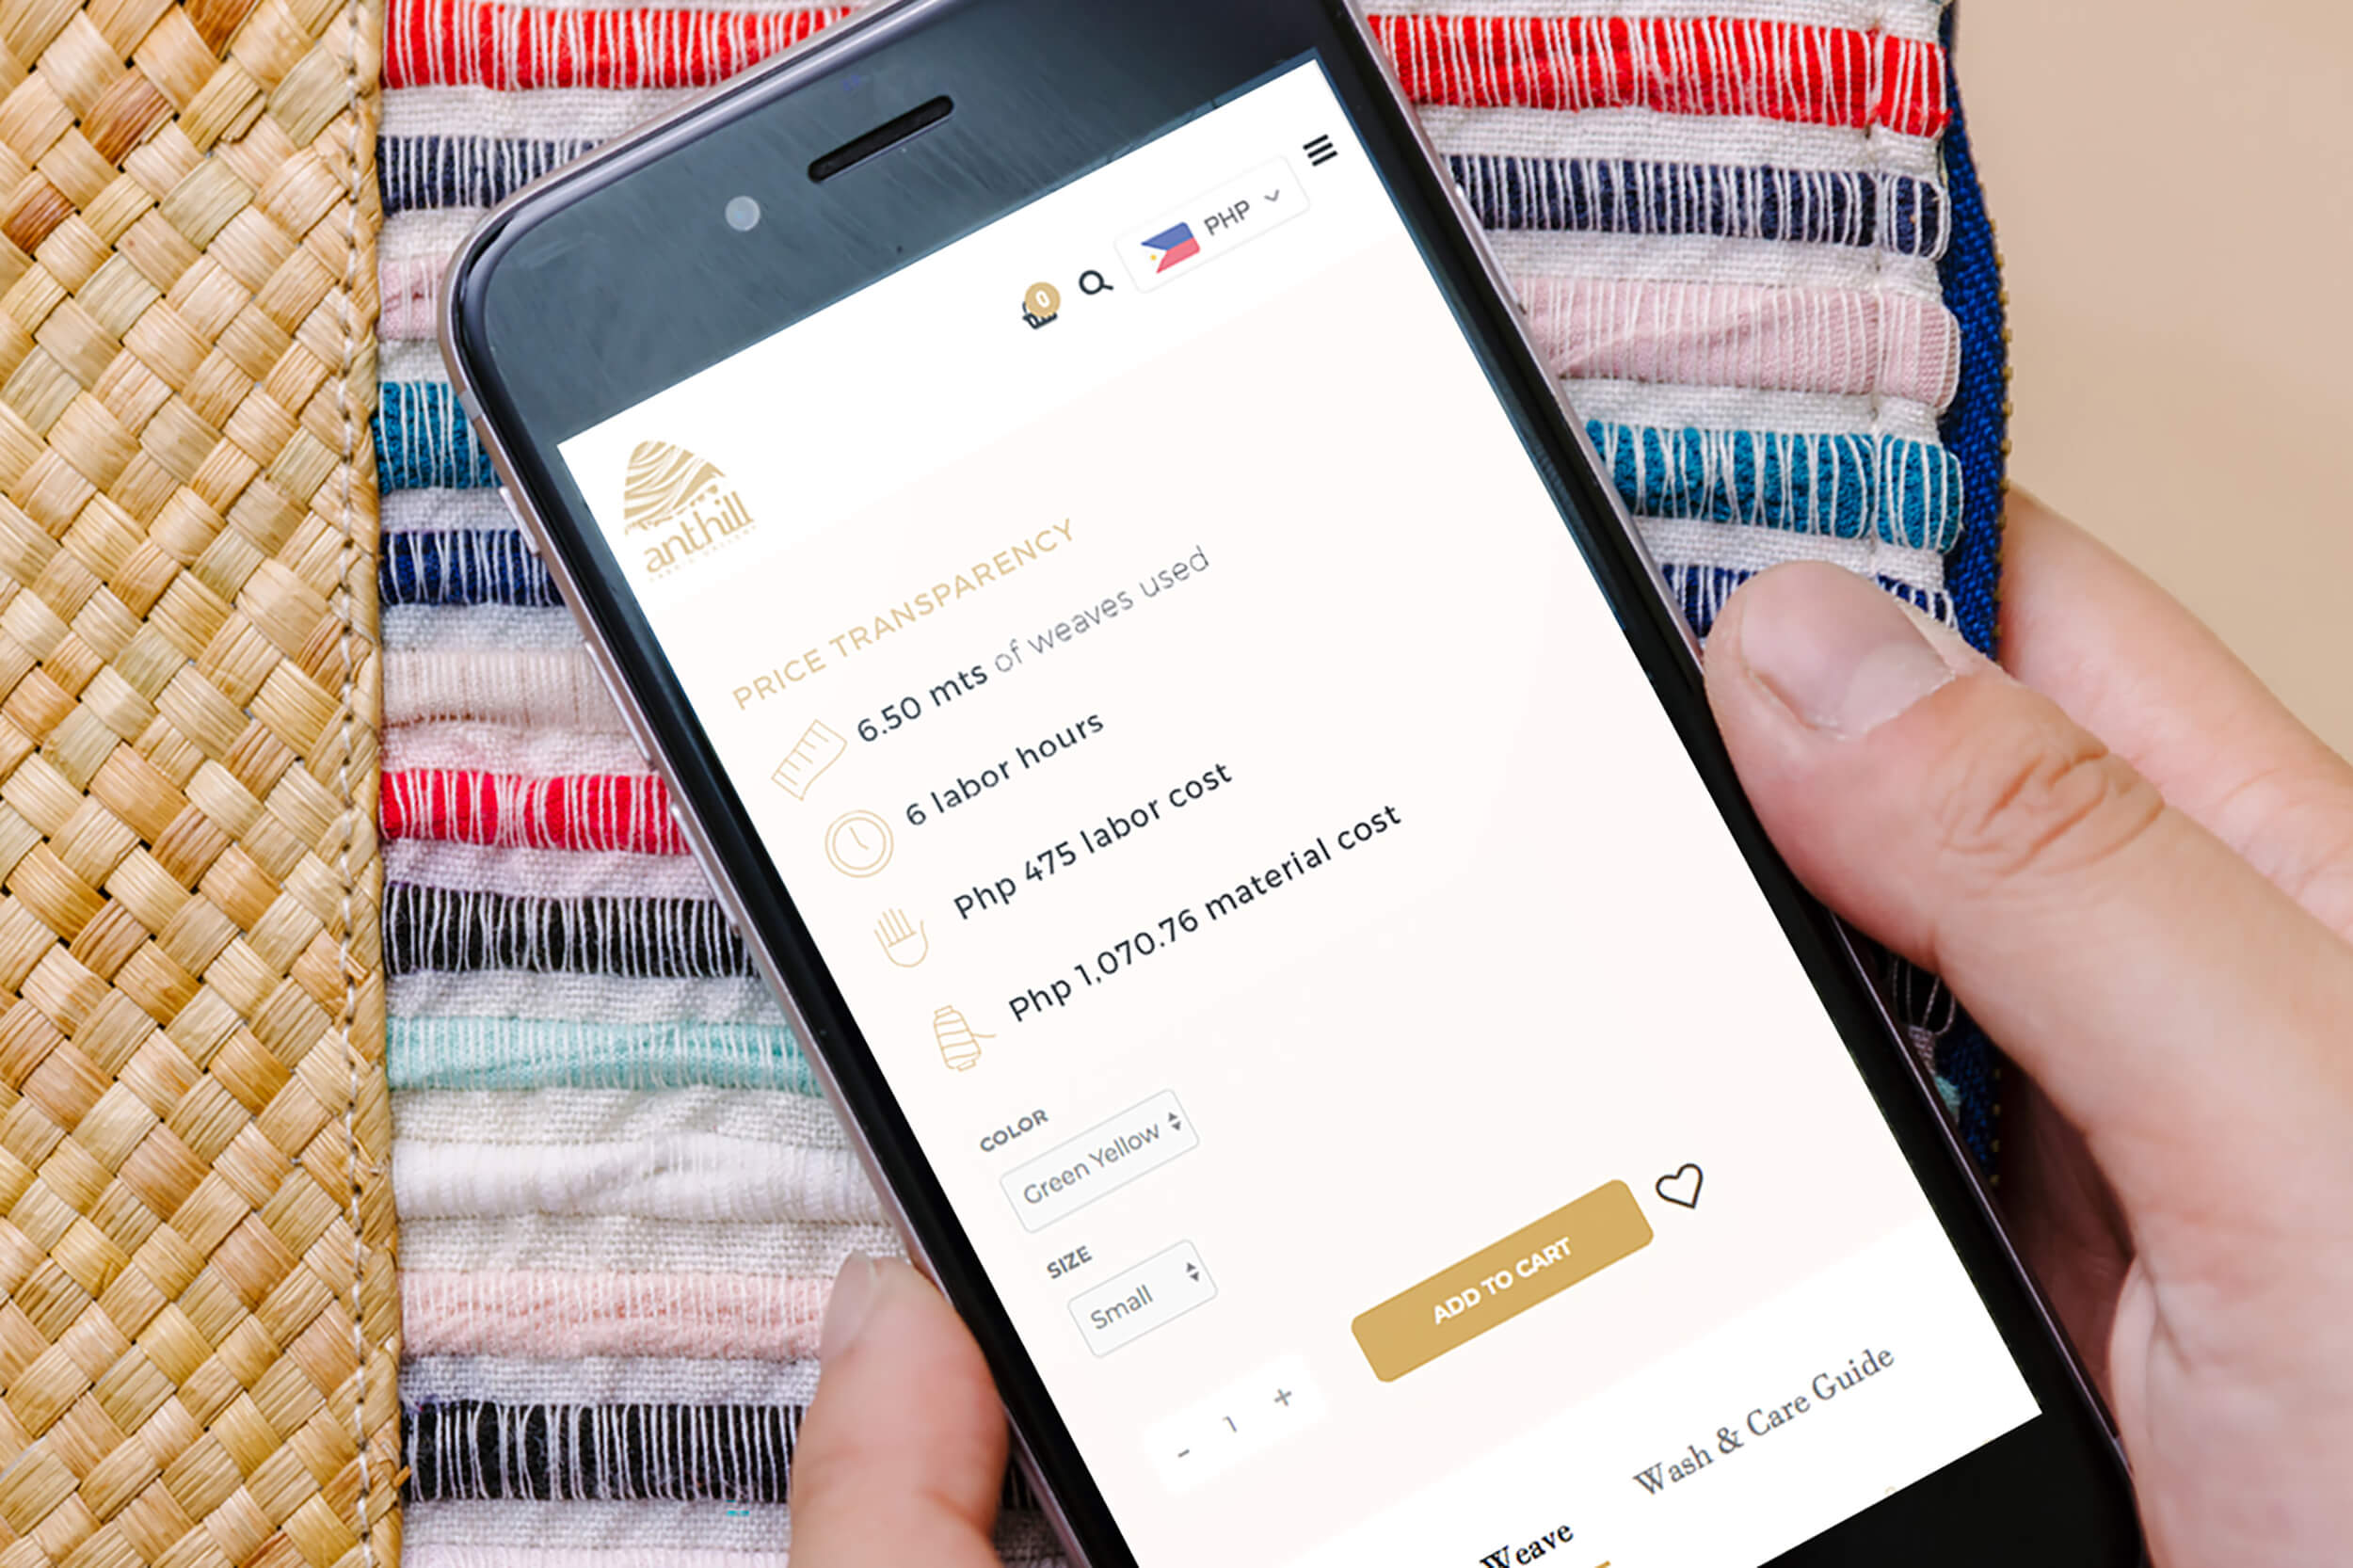 PHP
0
anthill
PRICE TRANSPARENCY
6.50 mts of weaves used
6 labor hours
Php 475 labor cost
Php 1,070.76 material cost
COLOR
Green Yellow
SIZE
Small
- 1 +
ADD TO CART
Weave
Wash & Care Guide